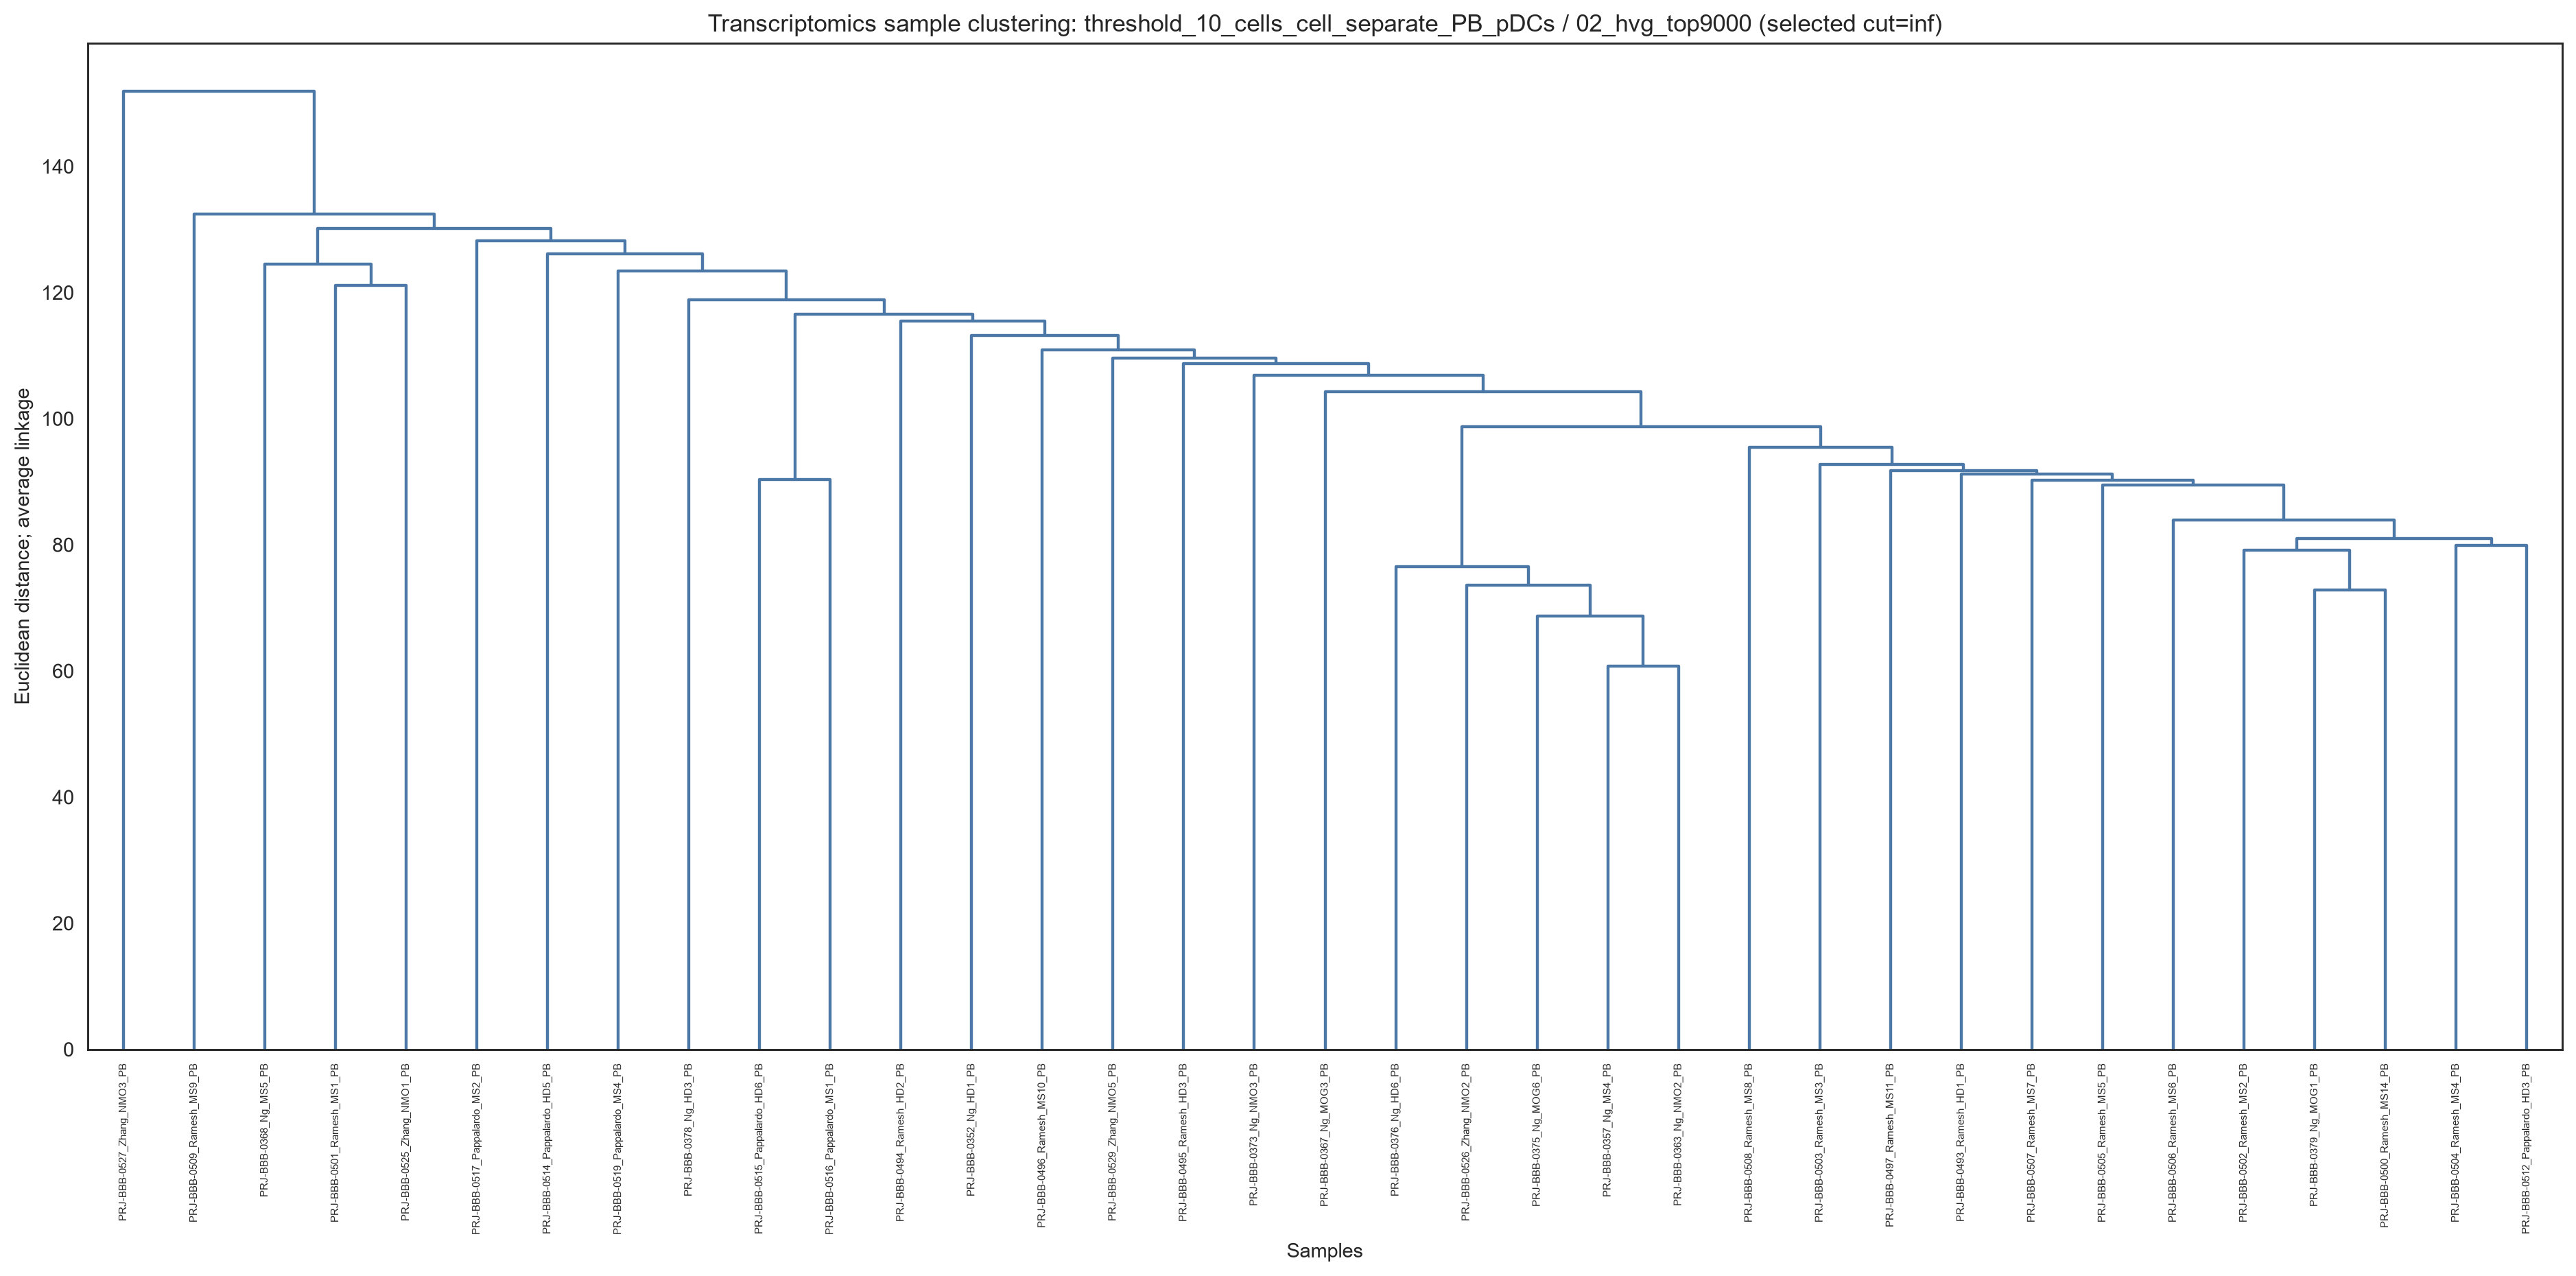 Transcriptomics sample clustering: threshold_10_cells_cell_separate_PB_pDCs / 02_hvg_top9000 (selected cut=inf)
Euclidean distance; average linkage
140
120
100
80
60
40
20
0
PRJ-BBB-0527_Zhang_NMO3_PB
PRJ-BBB-0509_Ramesh_MS9_PB
PRJ-BBB-0368_Ng_MS5_PB
PRJ-BBB-0501_Ramesh_MS1_PB
PRJ-BBB-0525_Zhang_NMO1_PB
PRJ-BBB-0517_Pappalardo_MS2_PB
PRJ-BBB-0514_Pappalardo_HD5_PB
PRJ-BBB-0519_Pappalardo_MS4_PB
PRJ-BBB-0378_Ng_HD3_PB
PRJ-BBB-0515_Pappalardo_HD6_PB
PRJ-BBB-0516_Pappalardo_MS1_PB
PRJ-BBB-0494_Ramesh_HD2_PB
PRJ-BBB-0352_Ng_HD1_PB
PRJ-BBB-0496_Ramesh_MS10_PB
PRJ-BBB-0529_Zhang_NMO5_PB
PRJ-BBB-0495_Ramesh_HD3_PB
PRJ-BBB-0373_Ng_NMO3_PB
PRJ-BBB-0367_Ng_MOG3_PB
PRJ-BBB-0376_Ng_HD6_PB
PRJ-BBB-0526_Zhang_NMO2_PB
PRJ-BBB-0375_Ng_MOG6_PB
PRJ-BBB-0357_Ng_MS4_PB
PRJ-BBB-0363_Ng_NMO2_PB
PRJ-BBB-0508_Ramesh_MS8_PB
PRJ-BBB-0503_Ramesh_MS3_PB
PRJ-BBB-0497_Ramesh_MS11_PB
PRJ-BBB-0493_Ramesh_HD1_PB
PRJ-BBB-0507_Ramesh_MS7_PB
PRJ-BBB-0505_Ramesh_MS5_PB
PRJ-BBB-0506_Ramesh_MS6_PB
PRJ-BBB-0502_Ramesh_MS2_PB
PRJ-BBB-0379_Ng_MOG1_PB
PRJ-BBB-0500_Ramesh_MS14_PB
PRJ-BBB-0504_Ramesh_MS4_PB
PRJ-BBB-0512_Pappalardo_HD3_PB
Samples